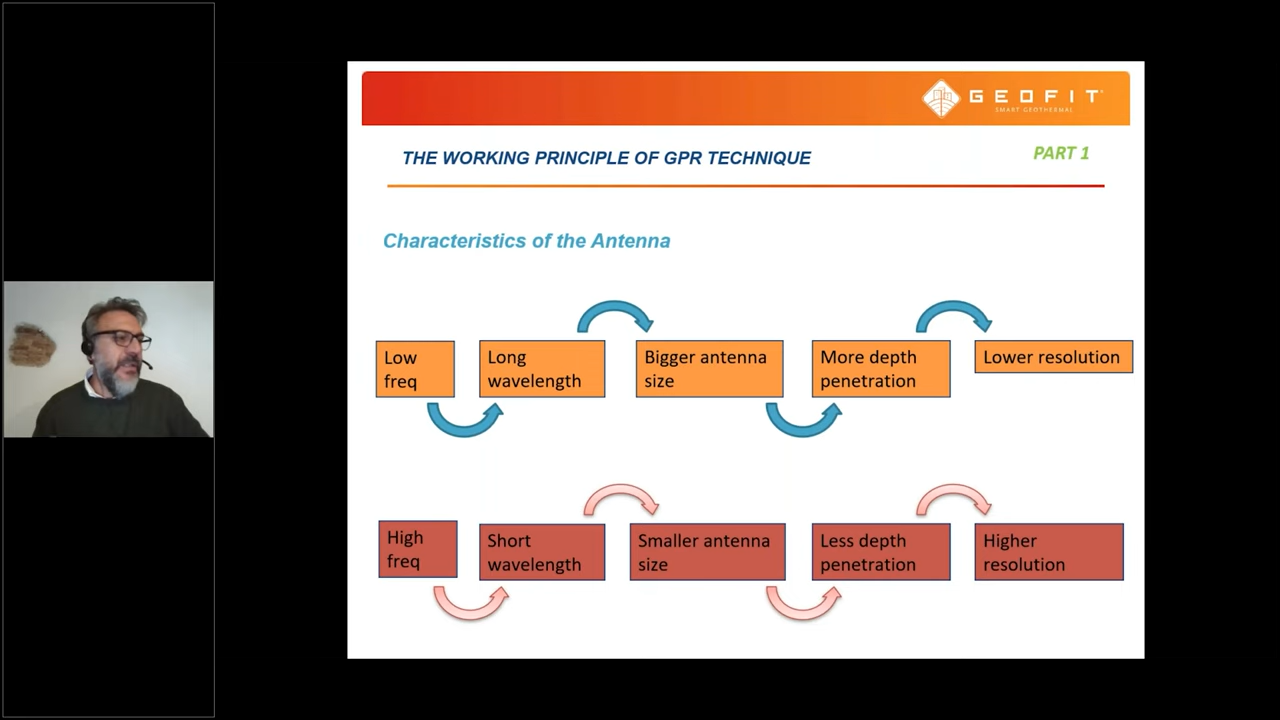 GEOFIT
SMART GEOTHERMAL
THE WORKING PRINCIPLE OF GPR TECHNIQUE
PART 1
Characteristics of the Antenna
Low
freq
Long
wavelength
Bigger antenna
size
More depth
penetration
Lower resolution
High
freq
Short
wavelength
Smaller antenna
size
Less depth
penetration
Higher
resolution